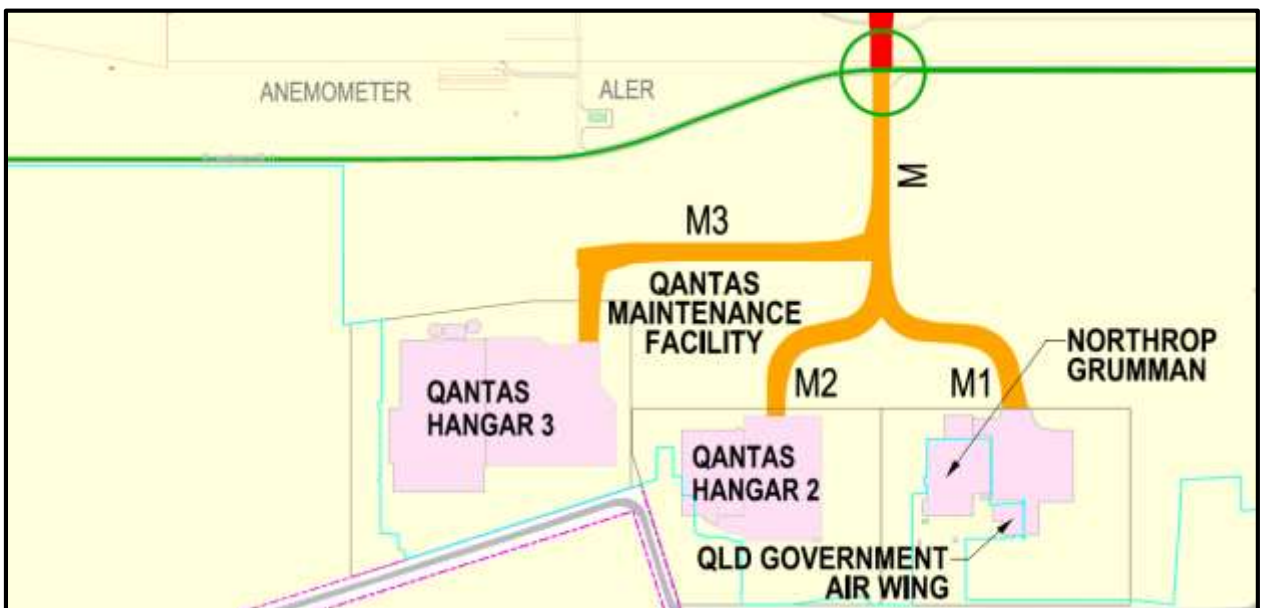 ANEMOMETER
ALER
M
M3
QANTAS
MAINTENANCE
FACILITY
NORTHROP
GRUMMAN
M2
M1
QANTAS
HANGAR 3
QANTAS
HANGAR 2
QLD GOVERNMENT
AIR WING